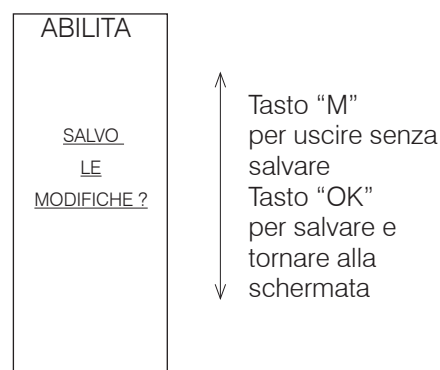 ABILITA
SALVO
LE
MODIFICHE ?
Tasto “M”
per uscire senza
salvare
Tasto “OK”
per salvare e
tornare alla
schermata